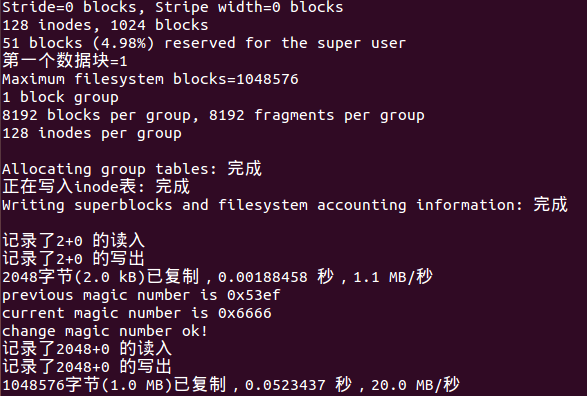 Stride=0 blocks, Stripe width=0 blocks
128 inodes, 1024 blocks
51 blocks (4.98%) reserved for the super user
第一个数据块=1
Maximum filesystem blocks=1048576
1 block group
8192 blocks per group, 8192 fragments per group
128 inodes per group
Allocating group tables: 完成
正在写入inode表: 完成
Writing superblocks and filesystem accounting information: 完成
记录了2+0 的读入
记录了2+0 的写出
2048字节(2.0 kB)已复制，0.00188458 秒，1.1 MB/秒
previous magic number is 0x53ef
current magic number is 0x6666
change magic number ok!
记录了2048+0 的读入
记录了2048+0 的写出
1048576字节(1.0 MB)已复制，0.0523437 秒，20.0 MB/秒